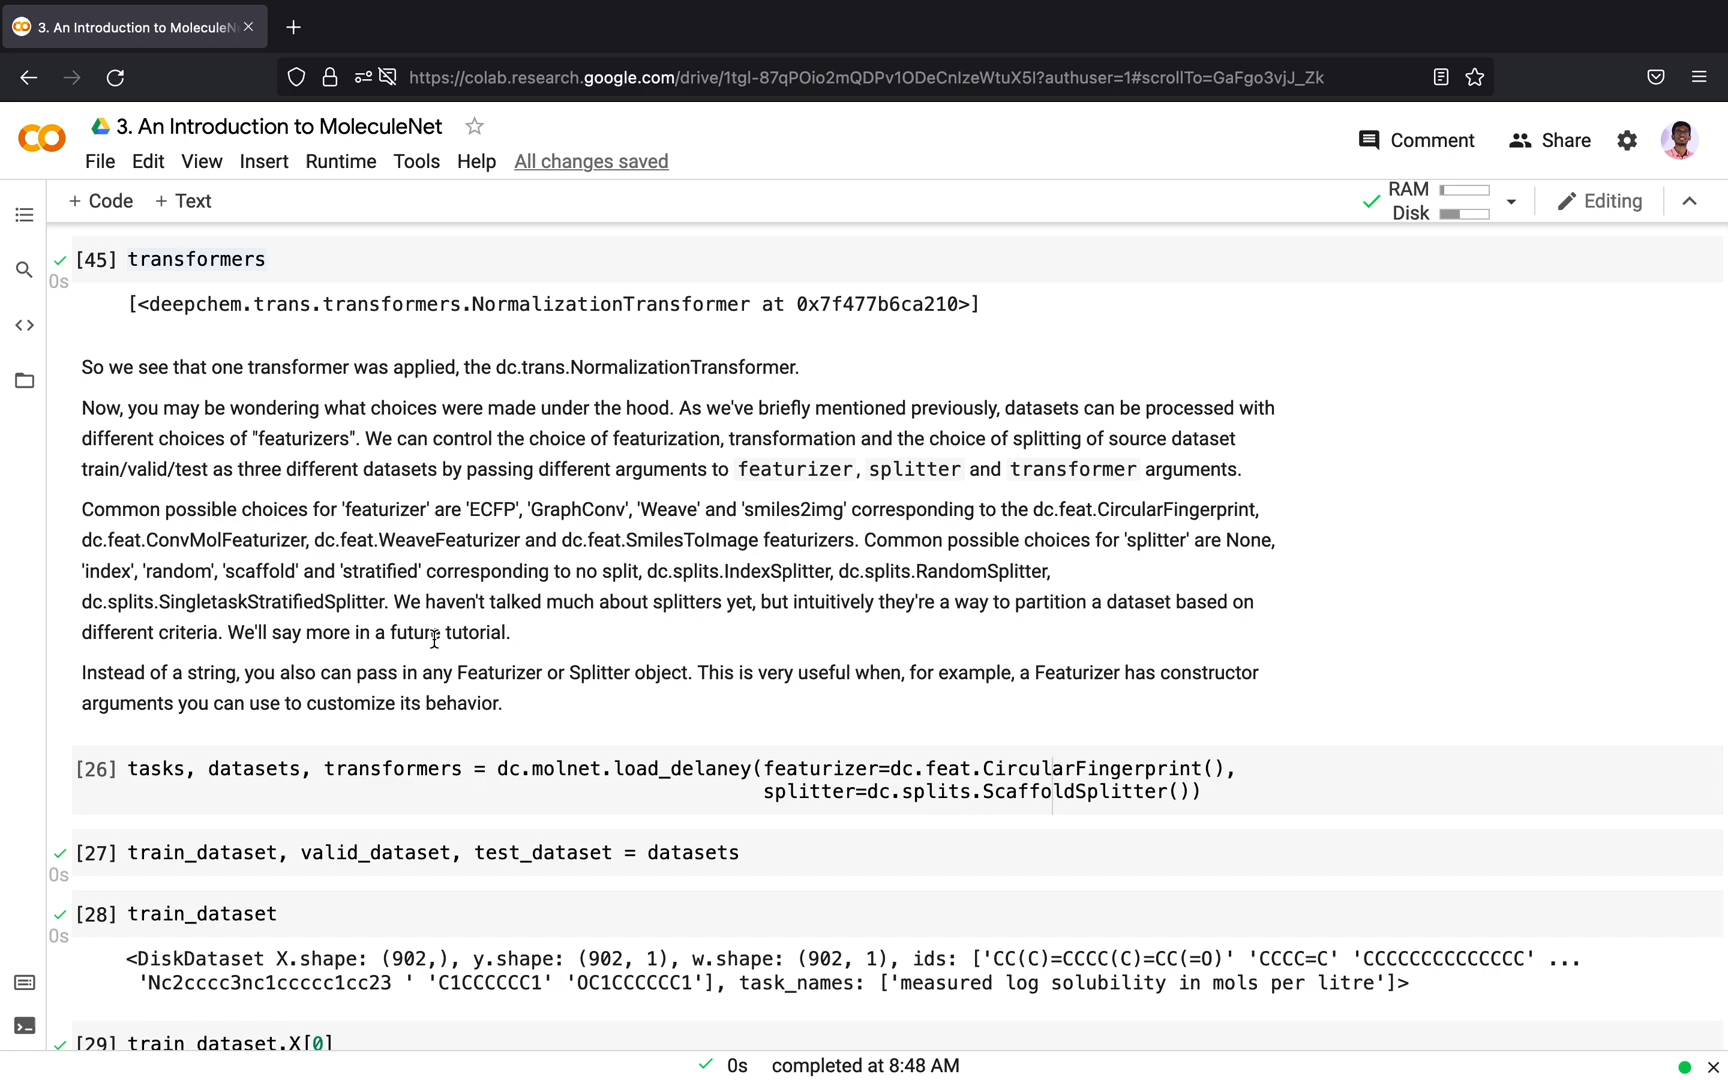 3. An Introduction to MoleculeN
https://colab.research.google.com/drive/1tgl-87qPOio2mQDPv1ODeCnIzeWtuX5l?authuser=1#scrollTo=GaFgo3vjJ_Zk
3. An Introduction to MoleculeNet
Comment
Share
File Edit View Insert Runtime Tools Help All changes saved
+ Code + Text
RAM
Disk
Editing
[45] transformers
0s
[<deepchem.trans.transformers.NormalizationTransformer at 0x7f477b6ca210>]
So we see that one transformer was applied, the dc.trans.NormalizationTransformer.
Now, you may be wondering what choices were made under the hood. As we've briefly mentioned previously, datasets can be processed with
different choices of "featurizers". We can control the choice of featurization, transformation and the choice of splitting of source dataset
train/valid/test as three different datasets by passing different arguments to featurizer, splitter and transformer arguments.
Common possible choices for 'featurizer' are 'ECFP', 'GraphConv', 'Weave' and 'smiles2img' corresponding to the dc.feat.CircularFingerprint,
dc.feat.ConvMolFeaturizer, dc.feat.WeaveFeaturizer and dc.feat.SmilesToImage featurizers. Common possible choices for 'splitter' are None,
'index', 'random', 'scaffold' and 'stratified' corresponding to no split, dc.splits.IndexSplitter, dc.splits.RandomSplitter,
dc.splits.SingletaskStratifiedSplitter. We haven't talked much about splitters yet, but intuitively they're a way to partition a dataset based on
different criteria. We'll say more in a future tutorial.
Instead of a string, you also can pass in any Featurizer or Splitter object. This is very useful when, for example, a Featurizer has constructor
arguments you can use to customize its behavior.
[26] tasks, datasets, transformers = dc.molnet.load_delaney(featurizer=dc.feat.CircularFingerprint(),
splitter=dc.splits.ScaffoldSplitter())
[27] train_dataset, valid_dataset, test_dataset = datasets
0s
[28] train_dataset
0s
<DiskDataset X.shape: (902,), y.shape: (902, 1), w.shape: (902, 1), ids: ['CC(C)=CCCC(C)=CC(=O)' 'CCCC=C' 'CCCCCCCCCCCCCC' ...
'Nc2cccc3nc1ccccc1cc23 ' 'C1CCCCCC1' 'OC1CCCCCC1'], task_names: ['measured log solubility in mols per litre']>
[29] train_dataset.X[0]
0s completed at 8:48 AM